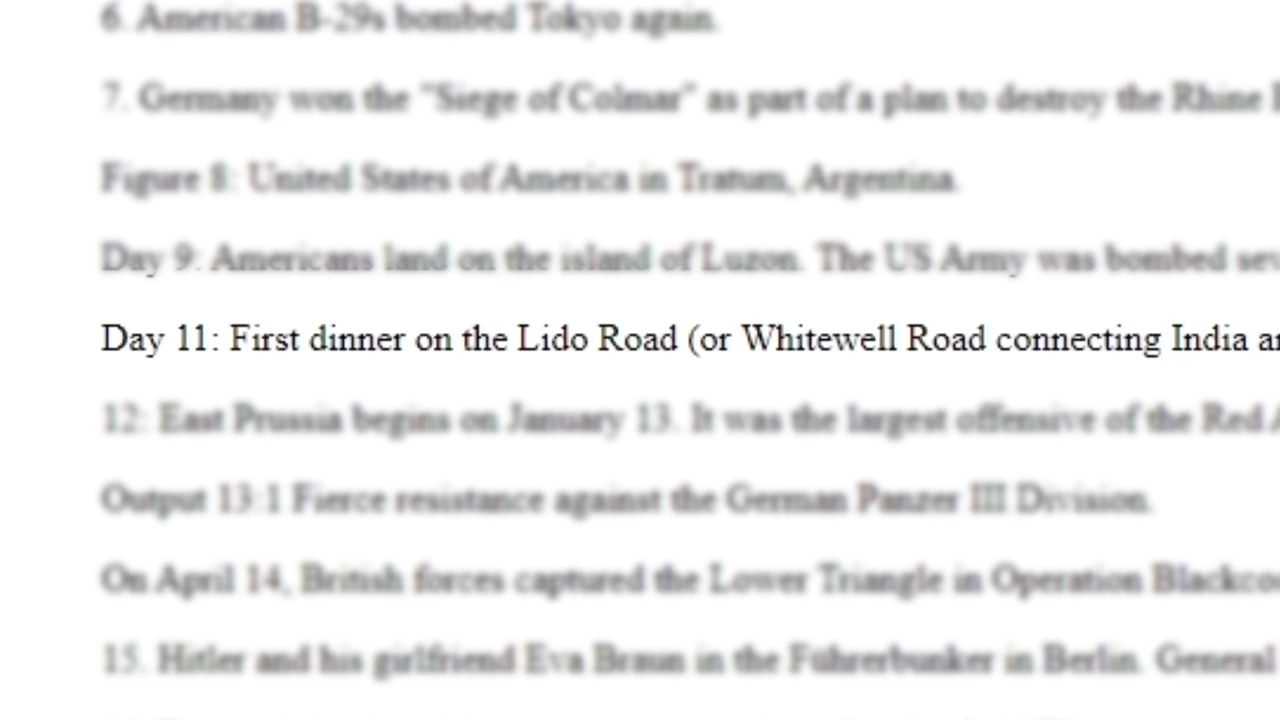 6. American B-29s bombed Tokyo again.
7. Germany won the "Siege of Colmar" as part of a plan to destroy the Rhine
Figure 8: United States of America in Tratum, Argentina.
Day 9: Americans land on the island of Luzon. The US Army was bombed
Day 11: First dinner on the Lido Road (or Whitewell Road connecting India
12: East Prussia begins on January 13. It was the largest offensive of the Red
Output 13:1 Fierce resistance against the German Panzer III Division.
On April 14, British forces captured the Lower Triangle in Operation
15. Hitler and his girlfriend Eva Braun in the Führerbunker in Berlin. General